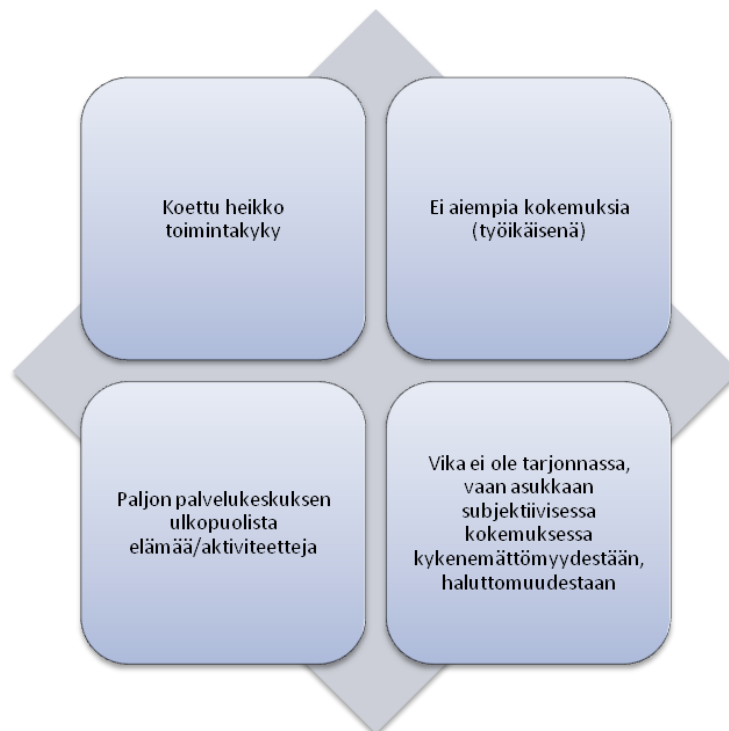 Koettu heikko
toimintakyky
Ei aiempia kokemuksia
(työikäisenä)
Paljon palvelukeskuksen
ulkopuolista
elämää/aktiviteetteja
Vika ei ole tarjonnassa,
vaan asukkaan
subjektiivisessa
kokemuksessa
kykenemättömyydestään,
haluttomuudestaan